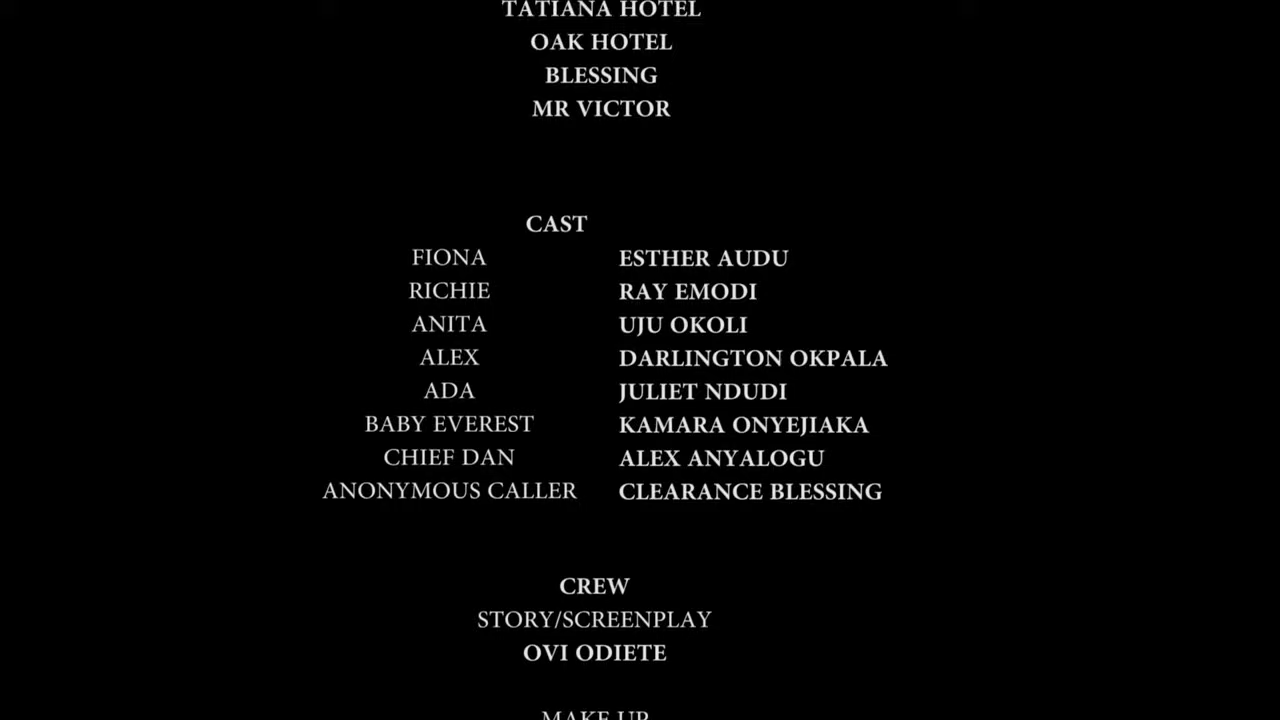 TATIANA HOTEL
OAK HOTEL
BLESSING
MR VICTOR
CAST
FIONA ESTHER AUDU
RICHIE RAY EMODI
ANITA UJU OKOLI
ALEX DARLINGTON OKPALA
ADA JULIET NDUDI
BABY EVEREST KAMARA ONYEJIAKA
CHIEF DAN ALEX ANYALOGU
ANONYMOUS CALLER CLEARANCE BLESSING
CREW
STORY/SCREENPLAY
OVI ODIETE
MAKE UP